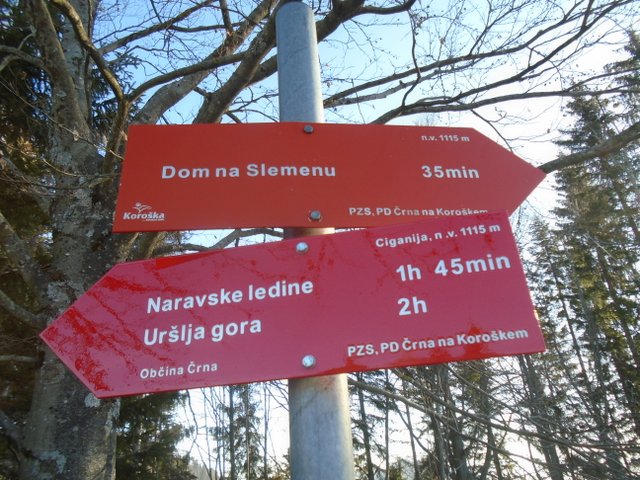 n.v. 1115 m
Dom na Slemenu 35min
Koroška
PZS, PD Črna na Koroškem
Ciganija, n.v. 1115 m
Naravske ledine 1h 45min
Uršlja gora 2h
Občina Črna PZS, PD Črna na Koroškem